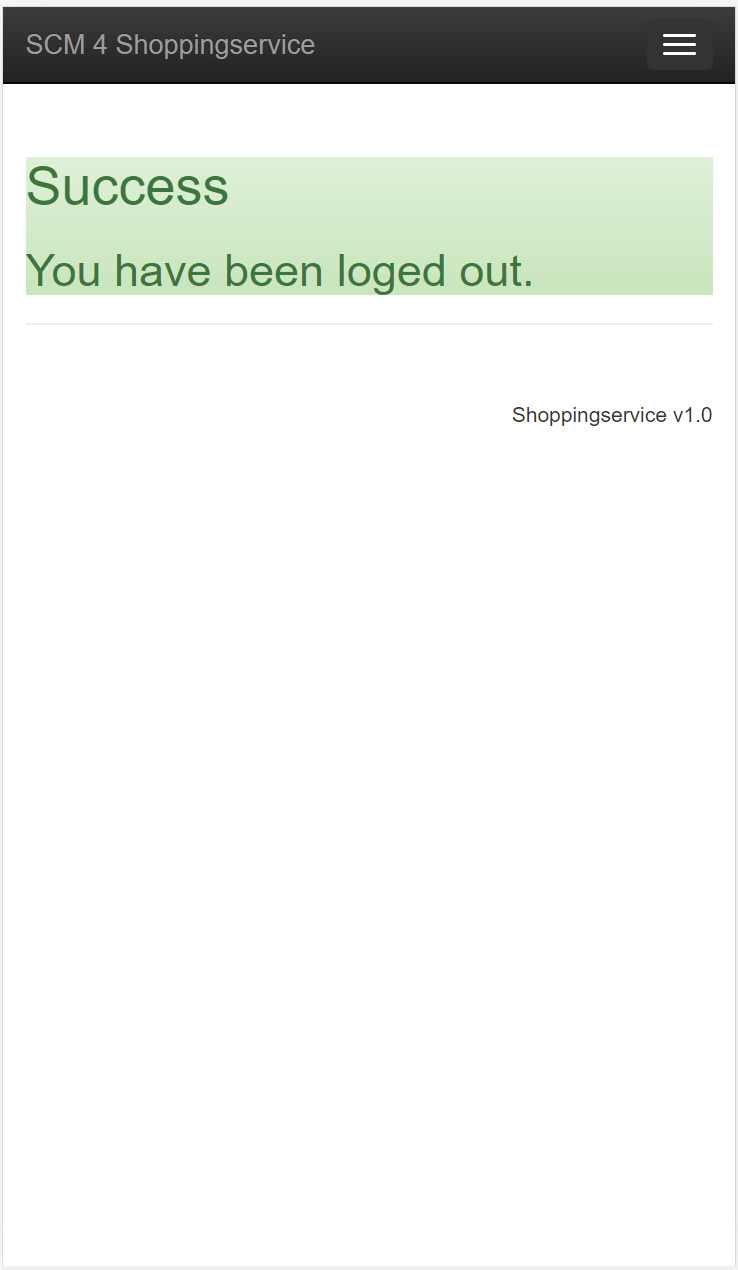 SCM 4 Shoppingservice
Success
You have been loged out.
Shoppingservice v1.0